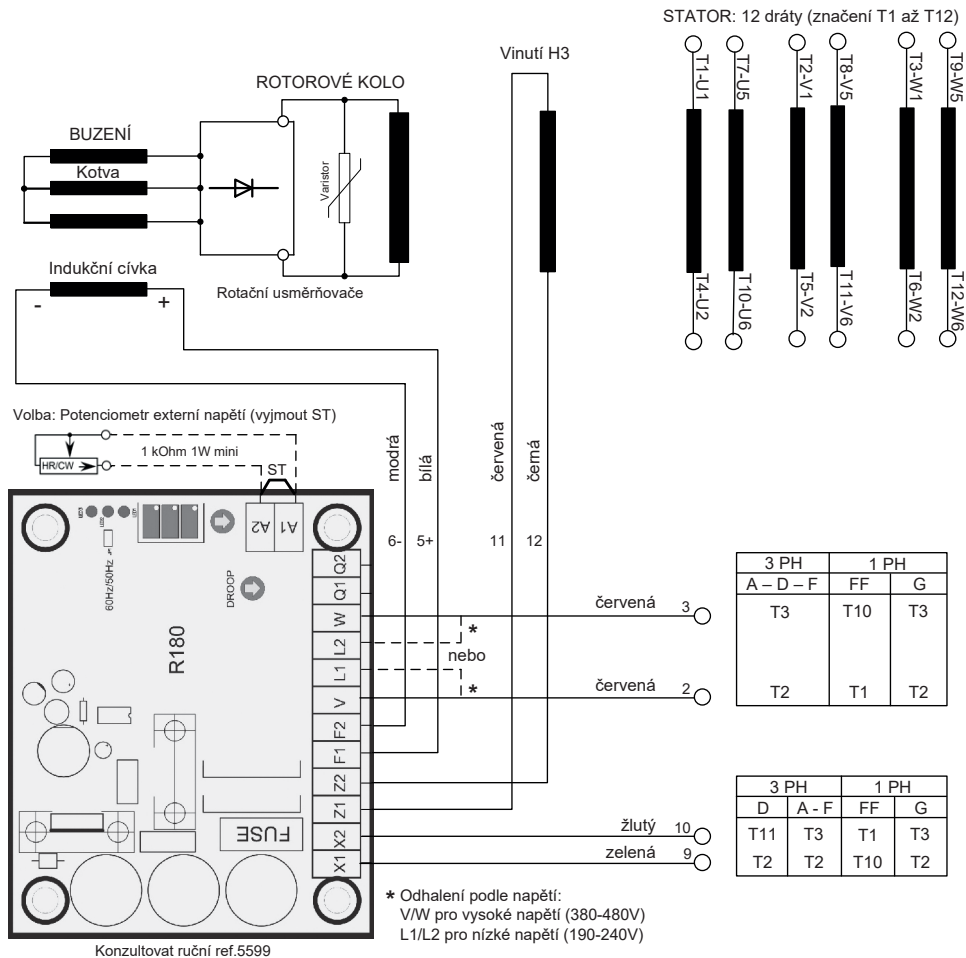 STATOR: 12 dráty (značení T1 až T12)
T1-U1
T7-U5
T2-V1
T8-V5
T3-W1
T9-W5
T4-U2
T10-U6
T5-V2
T11-V6
T6-W2
T12-W6
Vinutí H3
ROTOROVÉ KOLO
BUZENÍ
Kotva
Varistor
Indukční cívka
- +
Rotační usměrňovače
Volba: Potenciometr externí napětí (vyjmout ST)
1 kOhm 1W mini
HR/CW
ST
modrá
bílá
červená
černá
6- 5+ 11 12
A2 A1
60Hz/50Hz
DROOP
R180
FUSE
Q2
Q1
W
L2
L1
V
F2
F1
Z2
Z1
X2
X1
červená 3
*
nebo
*
červená 2
žlutý 10
zelená 9
3 PH 1 PH
A – D – F FF G
T3 T10 T3
T2 T1 T2
3 PH 1 PH
D A - F FF G
T11 T3 T1 T3
T2 T2 T10 T2
* Odhalení podle napětí:
V/W pro vysoké napětí (380-480V)
L1/L2 pro nízké napětí (190-240V)
Konzultovat ruční ref.5599